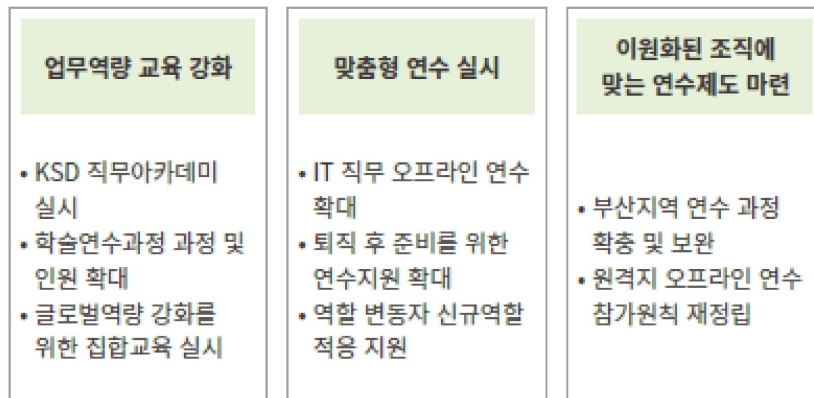 업무역량 교육 강화
• KSD 직무아카데미
실시
• 학술연수과정 과정 및
인원 확대
• 글로벌역량 강화를
위한 집합교육 실시
맞춤형 연수 실시
• IT 직무 오프라인 연수
확대
• 퇴직 후 준비를 위한
연수지원 확대
• 역할 변동자 신규역할
적응 지원
이원화된 조직에
맞는 연수제도 마련
• 부산지역 연수 과정
확충 및 보완
• 원격지 오프라인 연수
참가원칙 재정립